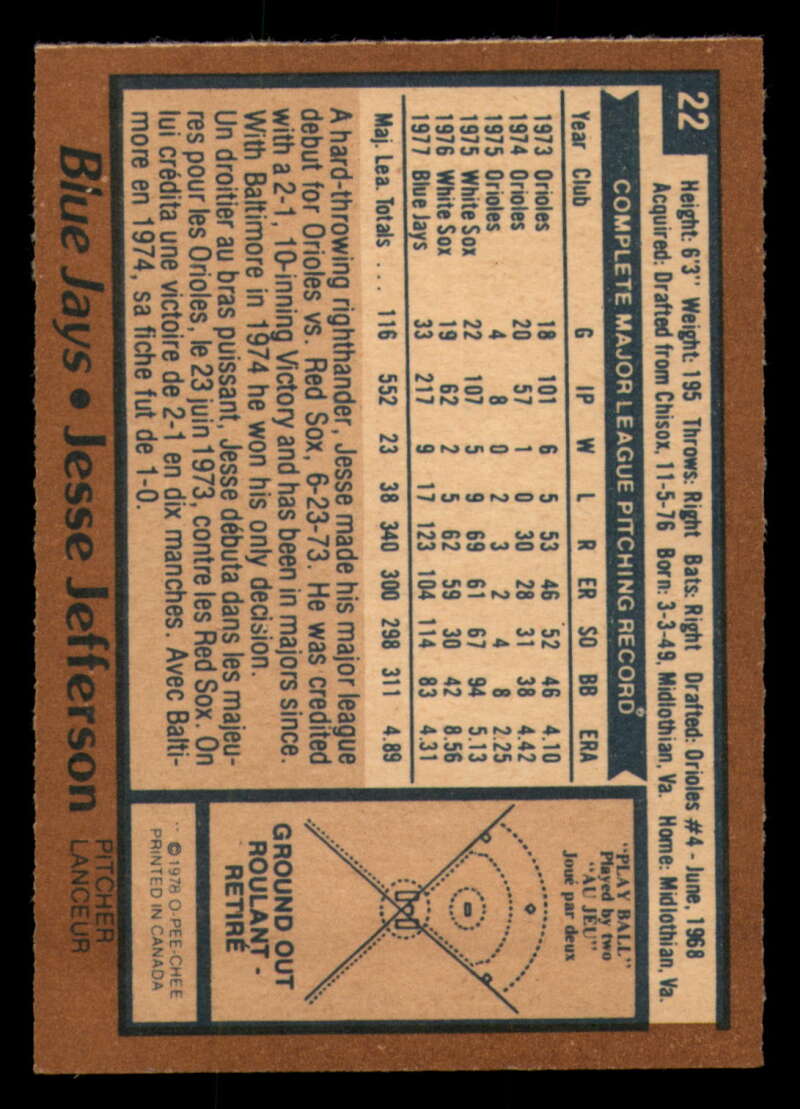 22
Height: 6'3" Weight: 195 Throws: Right Bats: Right Drafted: Orioles #4 - June, 1968
Acquired: Drafted from Chisox, 11-5-76 Born: 3-3-49, Midlothian, Va. Home: Midlothian, Va.
COMPLETE MAJOR LEAGUE PITCHING RECORD
Year Club G IP W L R ER SO BB ERA
1973 Orioles 18 101 6 5 53 46 52 46 4.10
1974 Orioles 20 57 1 0 30 28 31 38 4.42
1975 Orioles 4 8 0 2 3 2 4 8 2.25
1975 White Sox 22 107 5 9 69 61 67 94 5.13
1976 White Sox 19 62 2 5 62 59 30 42 8.56
1977 Blue Jays 33 217 9 17 123 104 114 83 4.31
Maj. Lea. Totals .... 116 552 23 38 340 300 298 311 4.89
A hard-throwing righthander, Jesse made his major league
debut for Orioles vs. Red Sox, 6-23-73. He was credited
with a 2-1, 10-inning Victory and has been in majors since.
With Baltimore in 1974 he won his only decision.
Un droitier au bras puissant, Jesse débuta dans les majeu-
res pour les Orioles, le 23 juin 1973, contre les Red Sox. On
lui crédita une victoire de 2-1 en dix manches. Avec Balti-
more en 1974, sa fiche fut de 1-0.
"PLAY BALL"
Played by two
"AU JEU"
Joué par deux
GROUND OUT
ROULANT -
RETIRÉ
©1978 O-PEE-CHEE
PRINTED IN CANADA
Blue Jays • Jesse Jefferson
PITCHER
LANCEUR